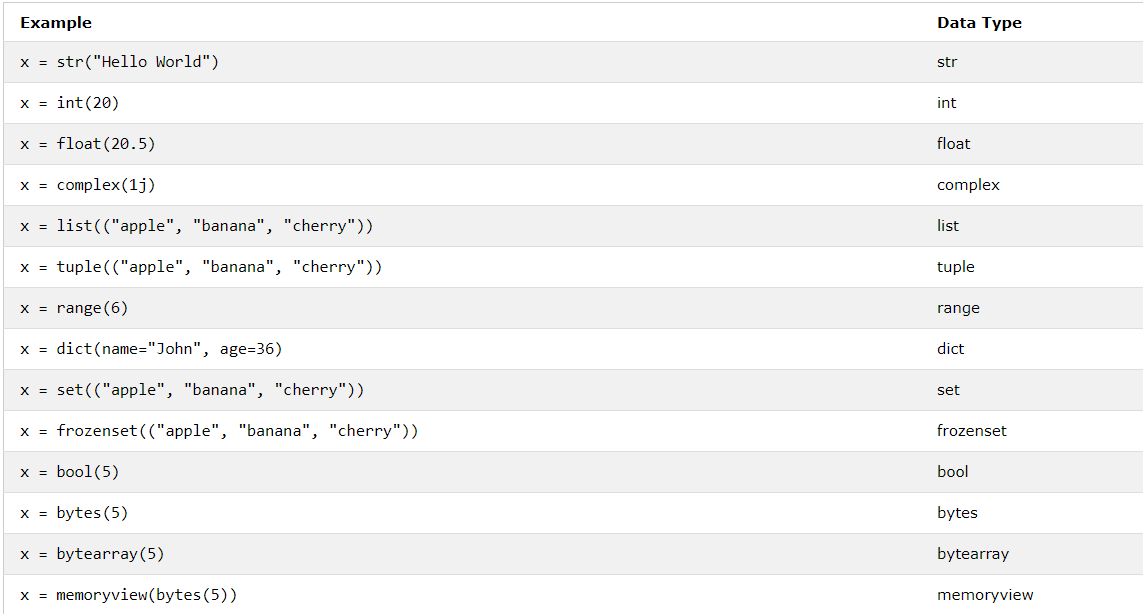 Example Data Type
x = str("Hello World") str
x = int(20) int
x = float(20.5) float
x = complex(1j) complex
x = list(("apple", "banana", "cherry")) list
x = tuple(("apple", "banana", "cherry")) tuple
x = range(6) range
x = dict(name="John", age=36) dict
x = set(("apple", "banana", "cherry")) set
x = frozenset(("apple", "banana", "cherry")) frozenset
x = bool(5) bool
x = bytes(5) bytes
x = bytearray(5) bytearray
x = memoryview(bytes(5)) memoryview